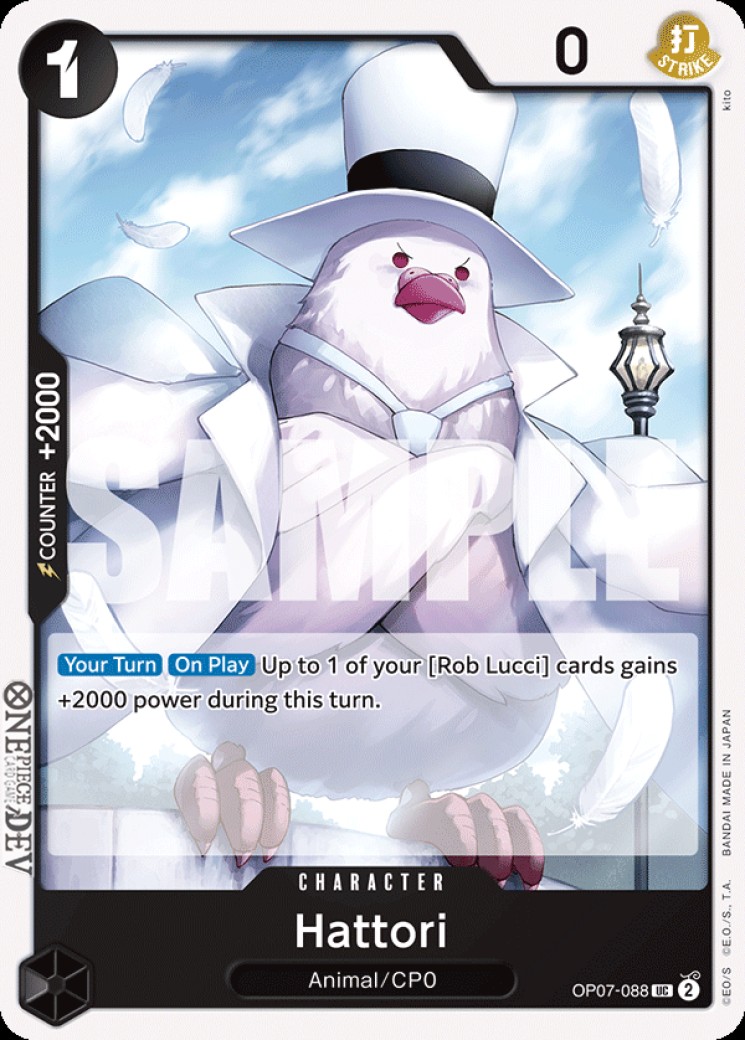 1
0
打
STRIKE
kito
COUNTER +2000
SAMPLE
Your Turn On Play Up to 1 of your [Rob Lucci] cards gains
+2000 power during this turn.
ONE PIECE
CARD GAME
DEV
BANDAI MADE IN JAPAN
©EO/S ©E.O./S., T.A.
CHARACTER
Hattori
Animal/CP0
OP07-088 UC 2